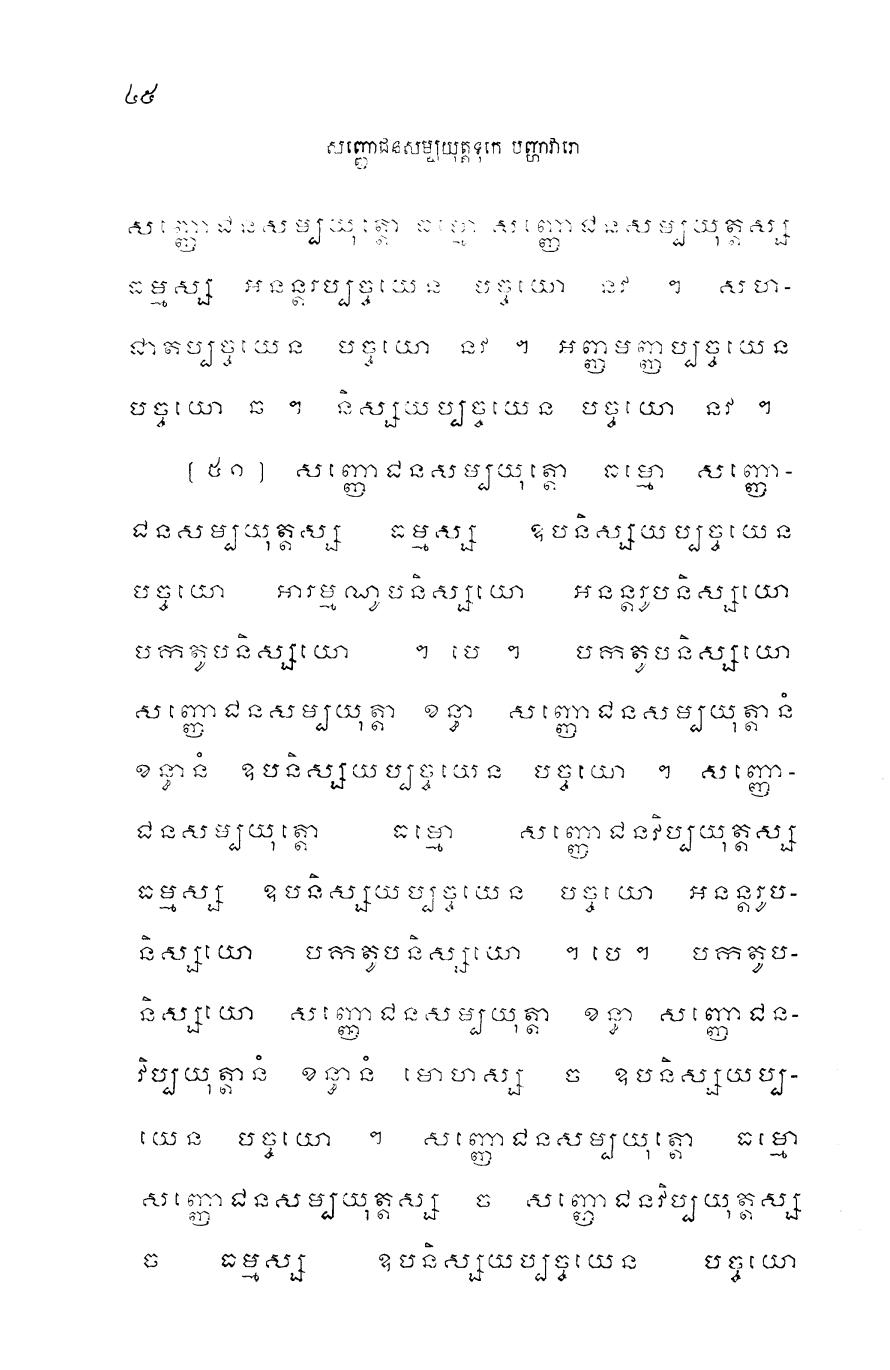 ៤៥
សញ្ញោជនសម្បយុត្តទុកេ បញ្ហាវារោ
សញ្ញោជនសម្បយុត្តោ ធម្មោ សញ្ញោជនសម្បយុត្តស្ស
ធម្មស្ស អនន្តរប្បច្ចយេន បច្ចយោ នវ ។ សហ-
ជាតប្បច្ចយេន បច្ចយោ នវ ។ អញ្ញមញ្ញប្បច្ចយេន
បច្ចយោ ឆ ។ និស្សយប្បច្ចយេន បច្ចយោ នវ ។
[៥១] សញ្ញោជនសម្បយុត្តោ ធម្មោ សញ្ញោ-
ជនសម្បយុត្តស្ស ធម្មស្ស ឧបនិស្សយប្បច្ចយេន
បច្ចយោ អារម្មណូបនិស្សយោ អនន្តរូបនិស្សយោ
បកតូបនិស្សយោ ។ បេ ។ បកតូបនិស្សយោ
សញ្ញោជនសម្បយុត្តា ខន្ធា សញ្ញោជនសម្បយុត្តានំ
ខន្ធានំ ឧបនិស្សយប្បច្ចយេន បច្ចយោ ។ សញ្ញោ-
ជនសម្បយុត្តោ ធម្មោ សញ្ញោជនវិប្បយុត្តស្ស
ធម្មស្ស ឧបនិស្សយប្បច្ចយេន បច្ចយោ អនន្តរូប-
និស្សយោ បកតូបនិស្សយោ ។ បេ ។ បកតូប-
និស្សយោ សញ្ញោជនសម្បយុត្តា ខន្ធា សញ្ញោជន-
វិប្បយុត្តានំ ខន្ធានំ មោហស្ស ច ឧបនិស្សយប្ប-
យេន បច្ចយោ ។ សញ្ញោជនសម្បយុត្តោ ធម្មោ
សញ្ញោជនសម្បយុត្តស្ស ច សញ្ញោជនវិប្បយុត្តស្ស
ច ធម្មស្ស ឧបនិស្សយប្បច្ចយេន បច្ចយោ